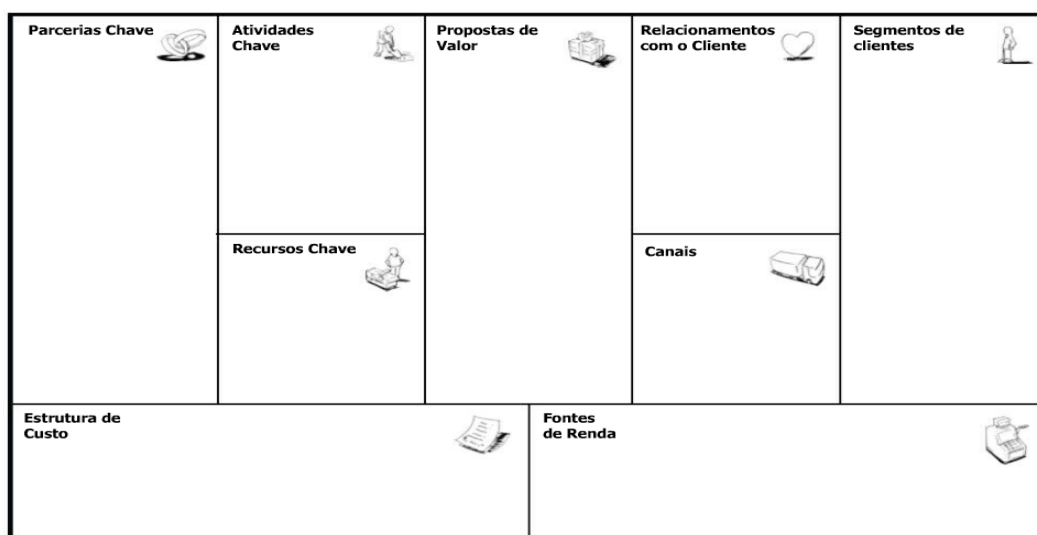 Parcerias Chave
Atividades
Chave
Propostas de
Valor
Relacionamentos
com o Cliente
Segmentos de
clientes
Recursos Chave
Canais
Estrutura de
Custo
Fontes
de Renda